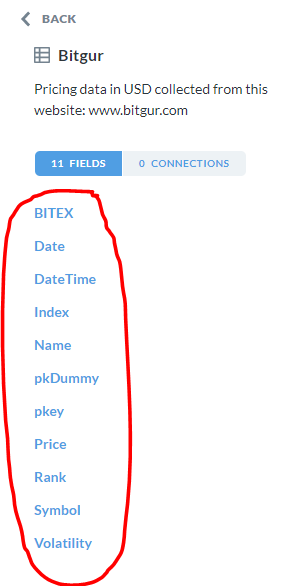 BACK
Bitgur
Pricing data in USD collected from this
website: www.bitgur.com
11 FIELDS 0 CONNECTIONS
BITEX
Date
DateTime
Index
Name
pkDummy
pkey
Price
Rank
Symbol
Volatility